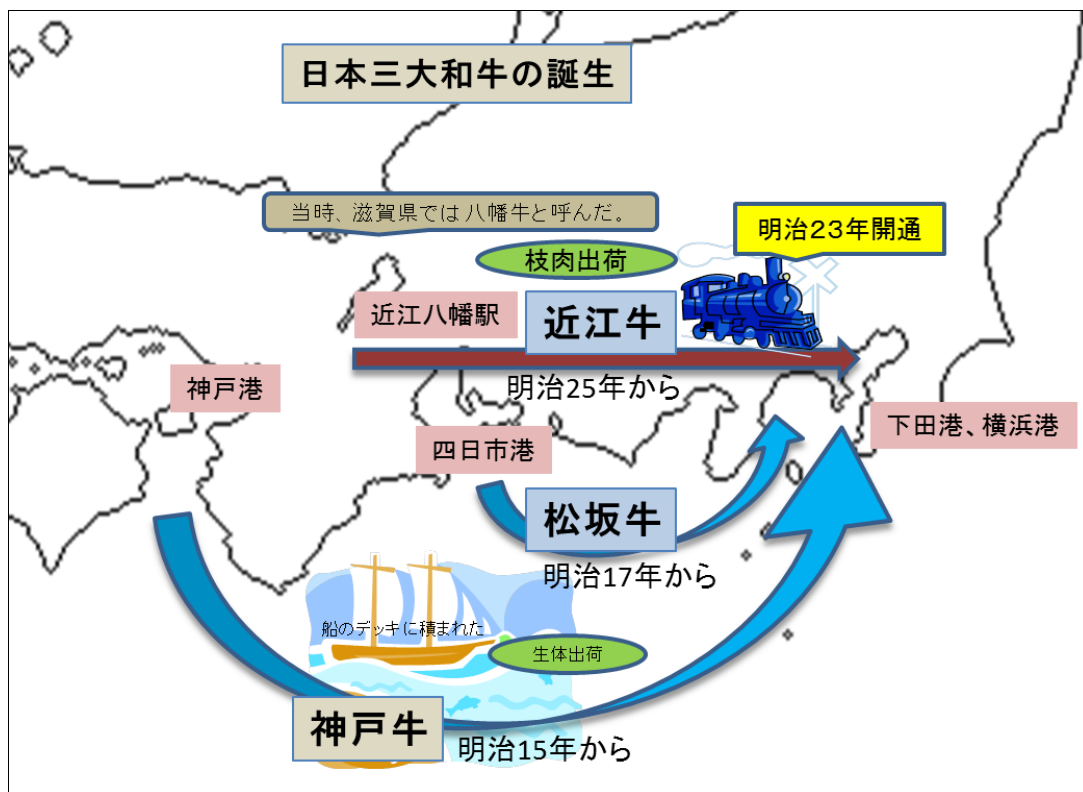 日本三大和牛の誕生
当時、滋賀県では八幡牛と呼んだ。
明治23年開通
枝肉出荷
近江八幡駅
近江牛
明治25年から
神戸港
下田港、横浜港
四日市港
松坂牛
明治17年から
船のデッキに積まれた
生体出荷
神戸牛
明治15年から